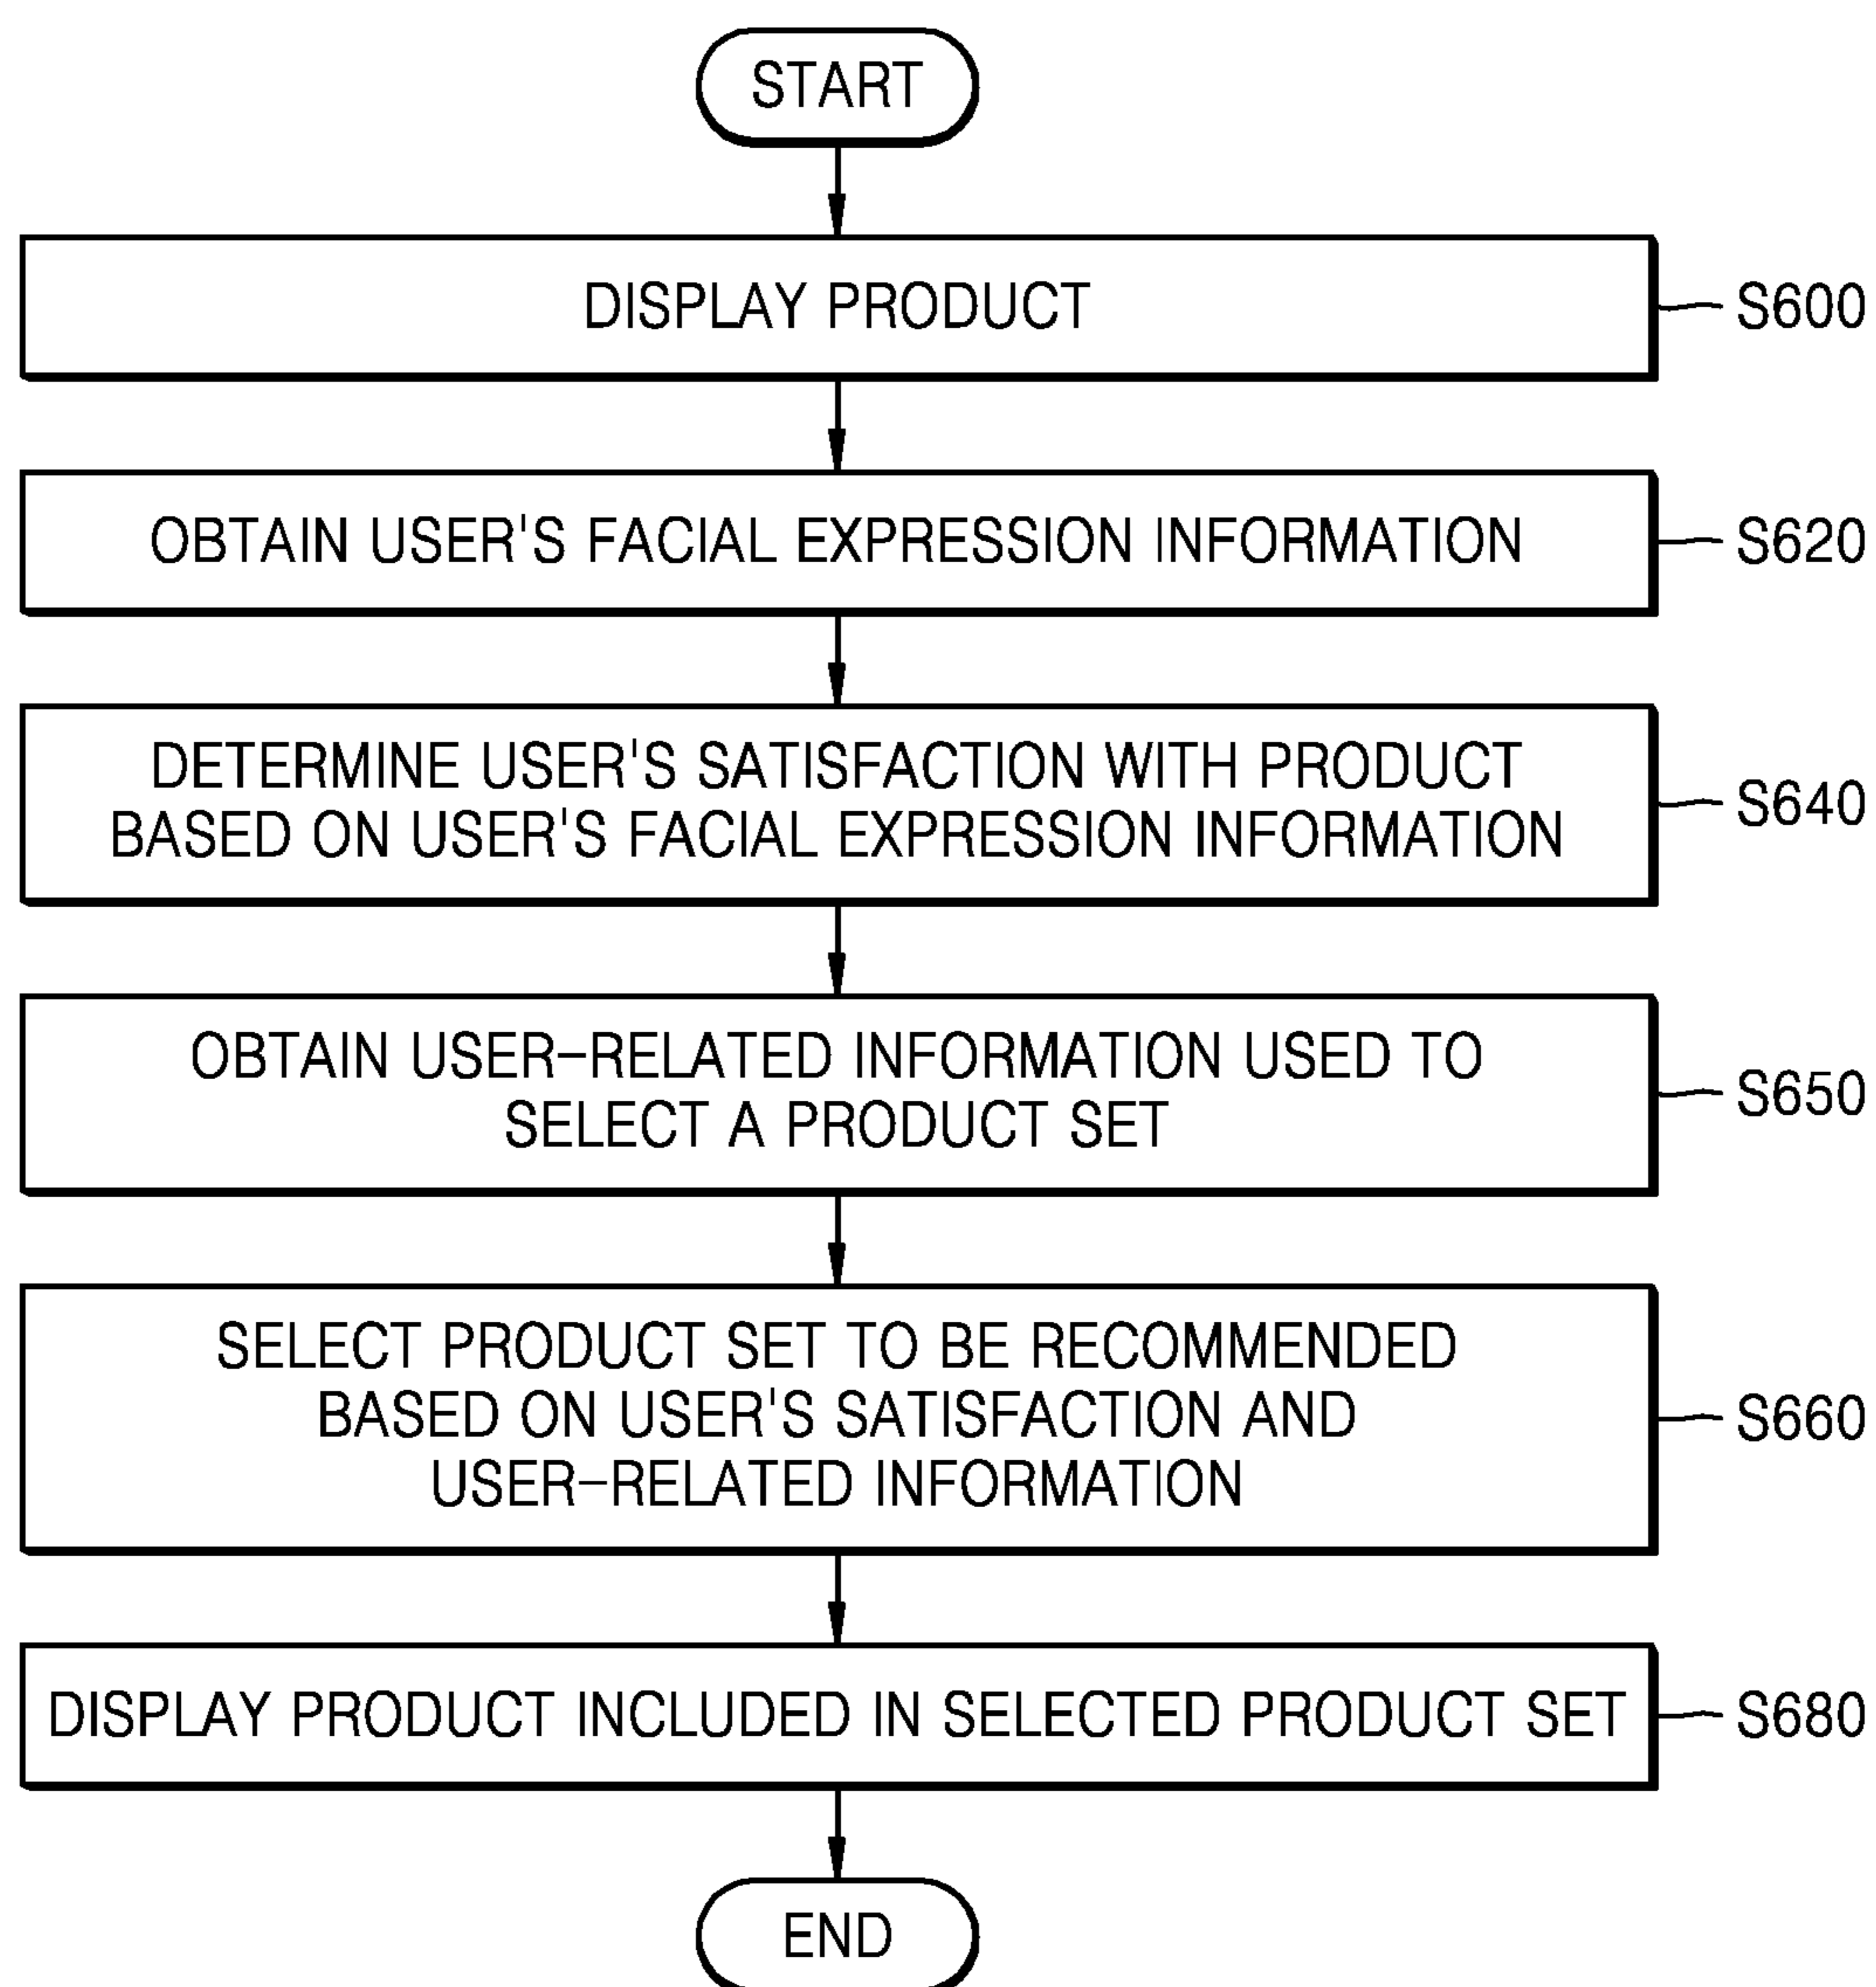 START
DISPLAY PRODUCT
S600
OBTAIN USER'S FACIAL EXPRESSION INFORMATION
S620
DETERMINE USER'S SATISFACTION WITH PRODUCT
BASED ON USER'S FACIAL EXPRESSION INFORMATION
S640
OBTAIN USER-RELATED INFORMATION USED TO
SELECT A PRODUCT SET
S650
SELECT PRODUCT SET TO BE RECOMMENDED
BASED ON USER'S SATISFACTION AND
USER-RELATED INFORMATION
S660
DISPLAY PRODUCT INCLUDED IN SELECTED PRODUCT SET
S680
END